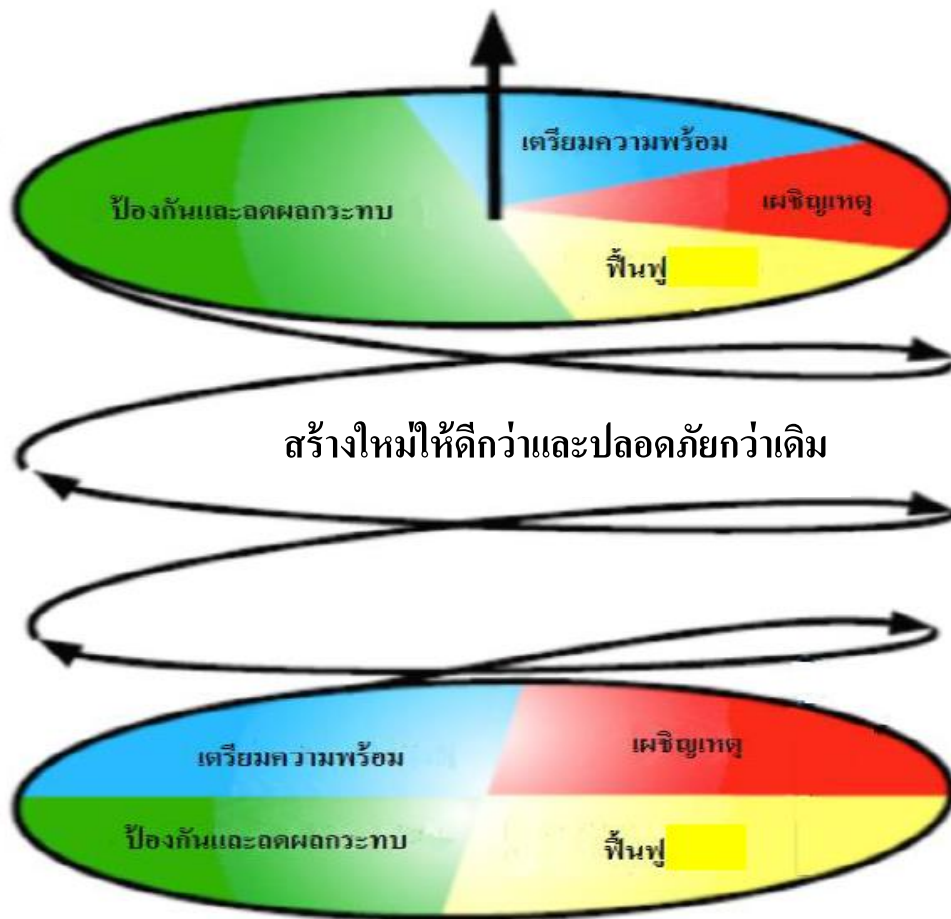 เตรียมความพร้อม
เผชิญเหตุ
ป้องกันและลดผลกระทบ
ฟื้นฟู
สร้างใหม่ให้ดีกว่าและปลอดภัยกว่าเดิม
เตรียมความพร้อม
เผชิญเหตุ
ป้องกันและลดผลกระทบ
ฟื้นฟู